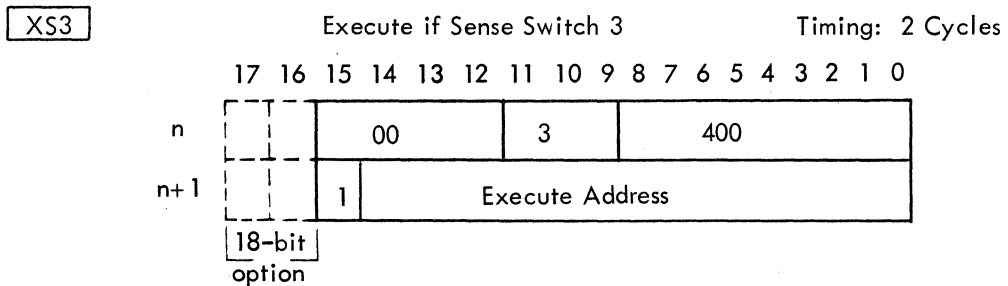 XS3 Execute if Sense Switch 3 Timing: 2 Cycles
17 16 15 14 13 12 11 10 9 8 7 6 5 4 3 2 1 0
n 00 3 400
n+1 1 Execute Address
18-bit
option